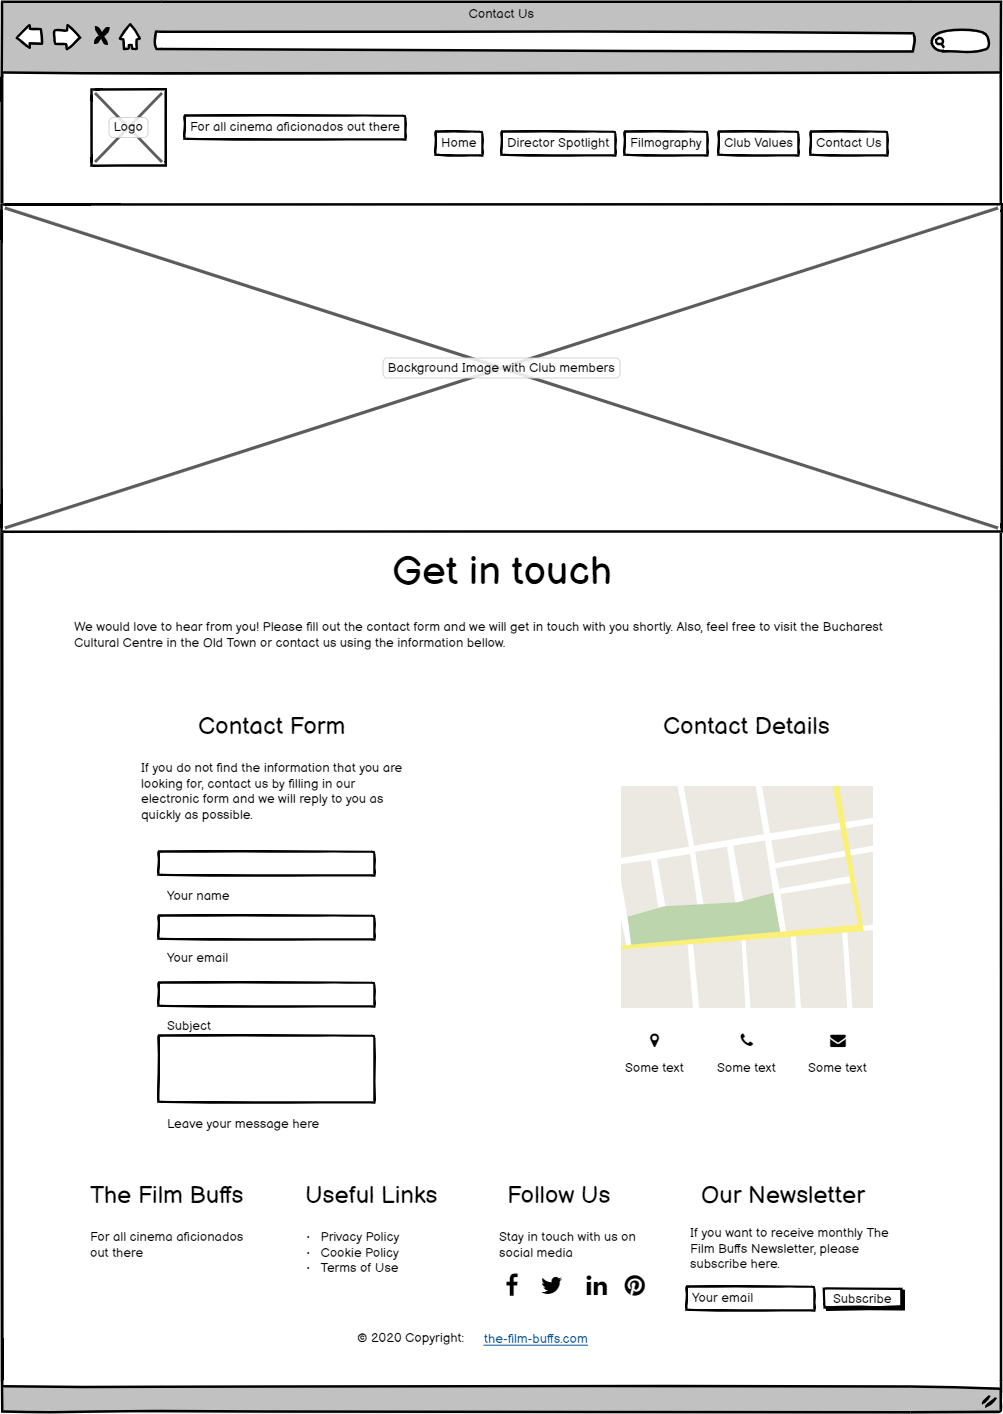 Contact Us
Logo
For all cinema aficionados out there
Home
Director Spotlight
Filmography
Club Values
Contact Us
Background Image with Club members
Get in touch
We would love to hear from you! Please fill out the contact form and we will get in touch with you shortly. Also, feel free to visit the Bucharest
Cultural Centre in the Old Town or contact us using the information bellow.
Contact Form
If you do not find the information that you are
looking for, contact us by filling in our
electronic form and we will reply to you as
quickly as possible.
Your name
Your email
Subject
Leave your message here
Contact Details
Some text
Some text
Some text
The Film Buffs
For all cinema aficionados
out there
Useful Links
• Privacy Policy
• Cookie Policy
• Terms of Use
Follow Us
Stay in touch with us on
social media
Our Newsletter
If you want to receive monthly The
Film Buffs Newsletter, please
subscribe here.
Your email
Subscribe
© 2020 Copyright: the-film-buffs.com